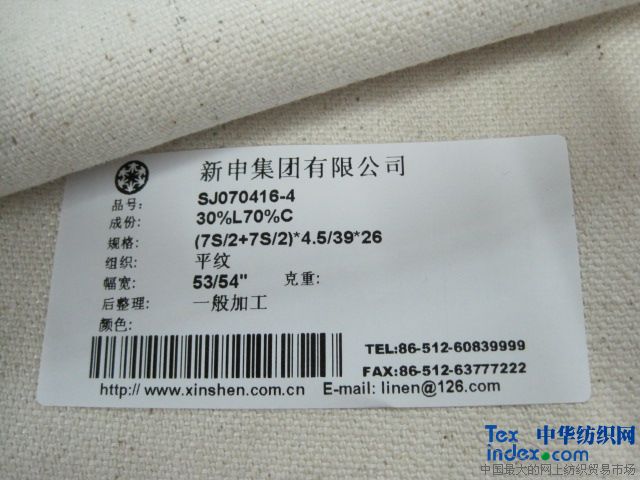 新申集团有限公司
品号: SJ070416-4
成份: 30%L70%C
规格: (7S/2+7S/2)*4.5/39*26
组织: 平纹
幅宽: 53/54" 克重:
后整理: 一般加工
颜色:
TEL:86-512-60839999
FAX:86-512-63777222
http://www.xinshen.com.cn E-mail: linen@126.com
Tex 中华纺织网
index.com
中国最大的网上纺织贸易市场